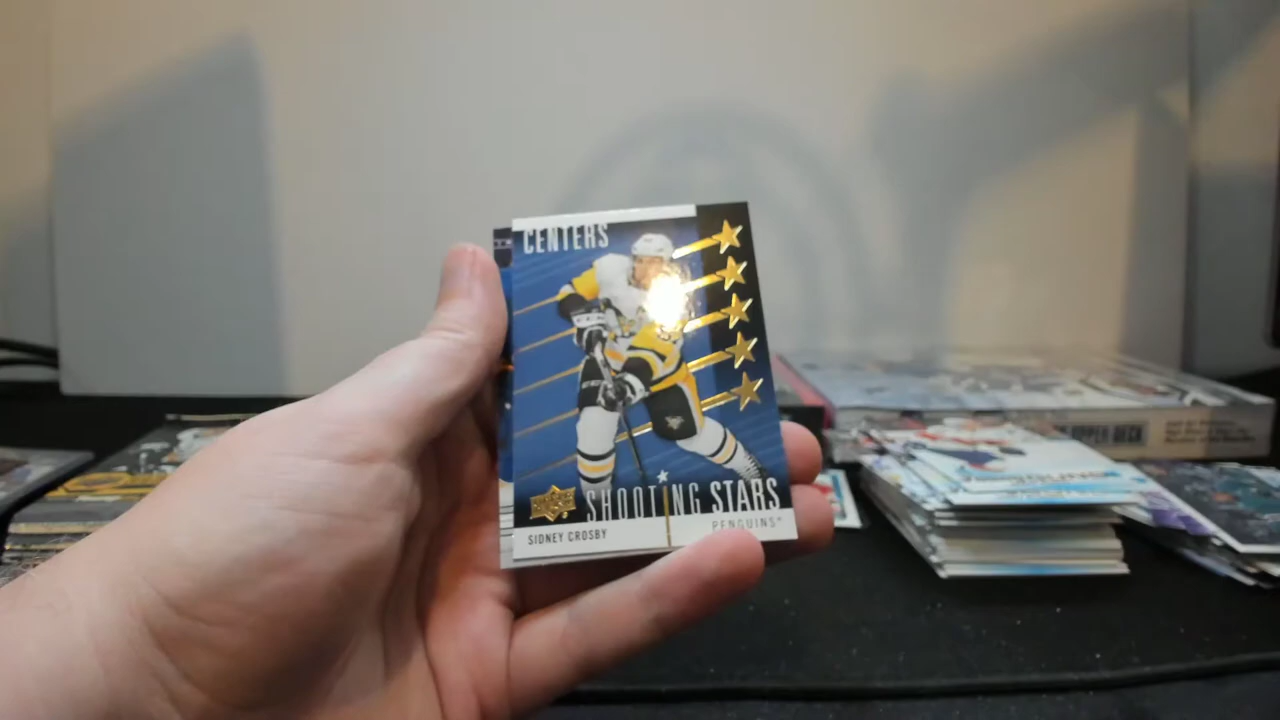 CENTERS
SHOOTING STARS
SIDNEY CROSBY
PENGUINS
UPPER DECK